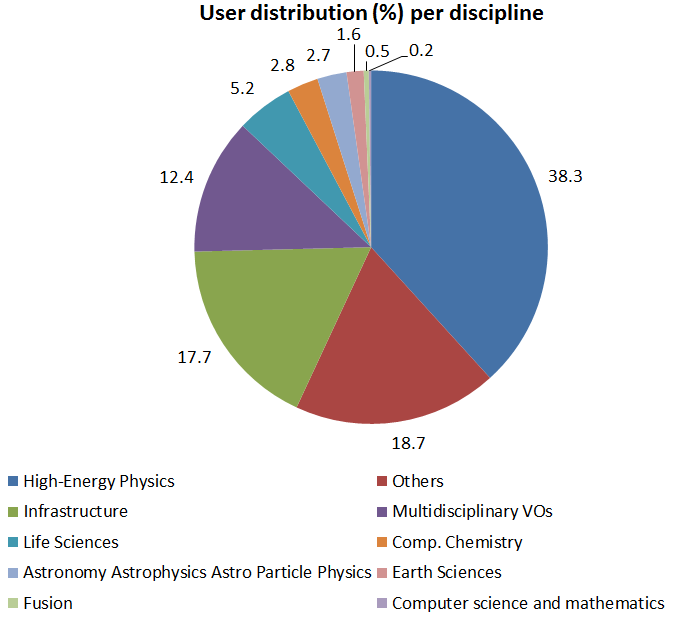 User distribution (%) per discipline
1.6
0.5
0.2
2.7
2.8
5.2
38.3
12.4
17.7
18.7
High-Energy Physics
Others
Infrastructure
Multidisciplinary VOs
Life Sciences
Comp. Chemistry
Astronomy Astrophysics Astro Particle Physics
Earth Sciences
Fusion
Computer science and mathematics